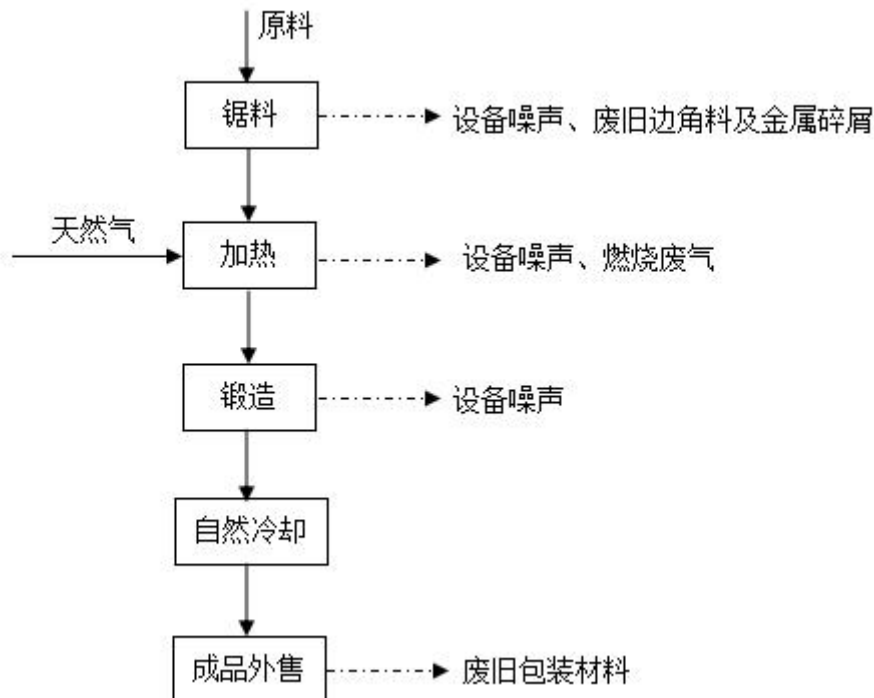 原料
锯料
设备噪声、废旧边角料及金属碎屑
天然气
加热
设备噪声、燃烧废气
锻造
设备噪声
自然冷却
成品外售
废旧包装材料